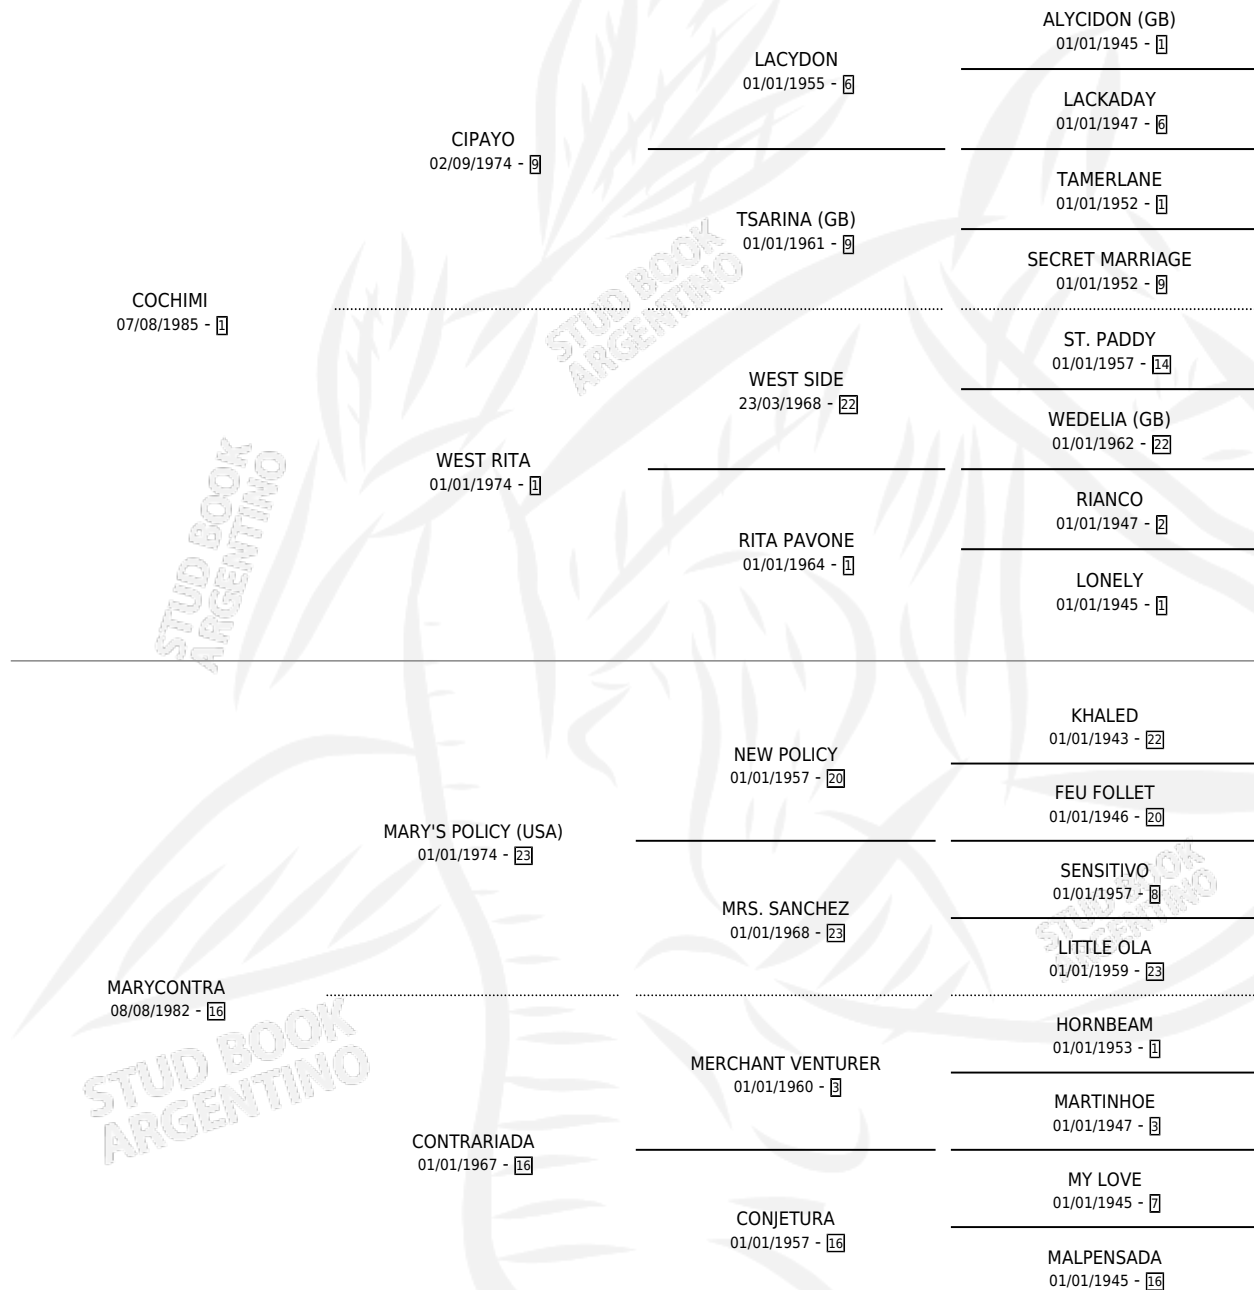 ALYCIDON (GB)
01/01/1945 - 1
LACYDON
01/01/1955 - 6
LACKADAY
01/01/1947 - 6
CIPAYO
02/09/1974 - 9
TAMERLANE
01/01/1952 - 1
TSARINA (GB)
01/01/1961 - 9
SECRET MARRIAGE
01/01/1952 - 9
COCHIMI
07/08/1985 - 1
ST. PADDY
01/01/1957 - 14
WEST SIDE
23/03/1968 - 22
WEDELIA (GB)
01/01/1962 - 22
WEST RITA
01/01/1974 - 1
RIANCO
01/01/1947 - 2
RITA PAVONE
01/01/1964 - 1
LONELY
01/01/1945 - 1
STUD BOOK
ARGENTINO
STUD BOOK
ARGENTINO
KHALED
01/01/1943 - 22
NEW POLICY
01/01/1957 - 20
FEU FOLLET
01/01/1946 - 20
MARY'S POLICY (USA)
01/01/1974 - 23
SENSITIVO
01/01/1957 - 8
MRS. SANCHEZ
01/01/1968 - 23
LITTLE OLA
01/01/1959 - 23
MARYCONTRA
08/08/1982 - 16
HORNBEAM
01/01/1953 - 1
MERCHANT VENTURER
01/01/1960 - 3
MARTINHOE
01/01/1947 - 3
CONTRARIADA
01/01/1967 - 16
MY LOVE
01/01/1945 - 7
CONJETURA
01/01/1957 - 16
MALPENSADA
01/01/1945 - 16
STUD BOOK
ARGENTINO
STUD BOOK
ARGENTINO